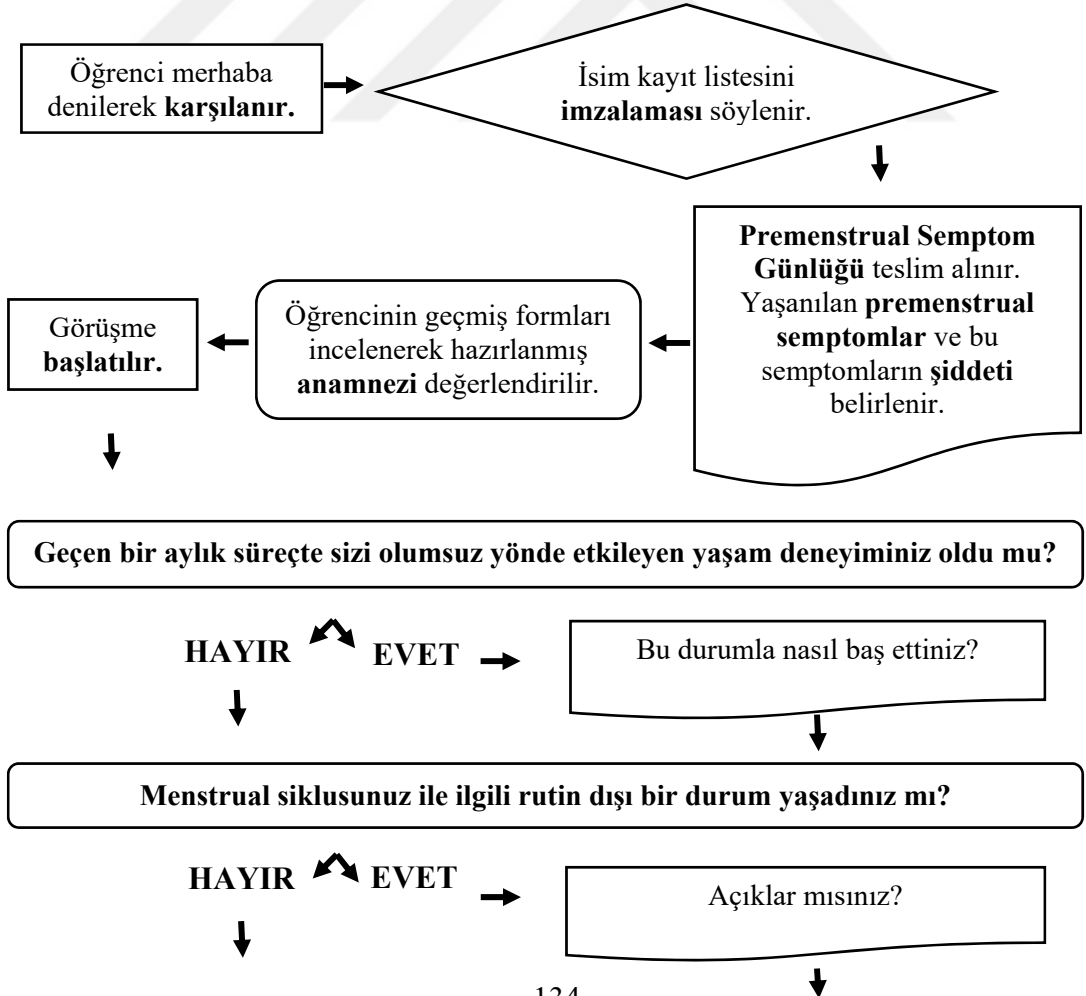 Öğrenci merhaba
denilerek karşılanır.
İsim kayıt listesini
imzalaması söylenir.
Premenstrual Semptom
Günlüğü teslim alınır.
Yaşanılan premenstrual
semptomlar ve bu
semptomların şiddeti
belirlenir.
Öğrencinin geçmiş formları
incelenerek hazırlanmış
anamnezi değerlendirilir.
Görüşme
başlatılır.
Geçen bir aylık süreçte sizi olumsuz yönde etkileyen yaşam deneyiminiz oldu mu?
HAYIR
EVET
Bu durumla nasıl baş ettiniz?
Menstrual siklusunuz ile ilgili rutin dışı bir durum yaşadınız mı?
HAYIR
EVET
Açıklar mısınız?